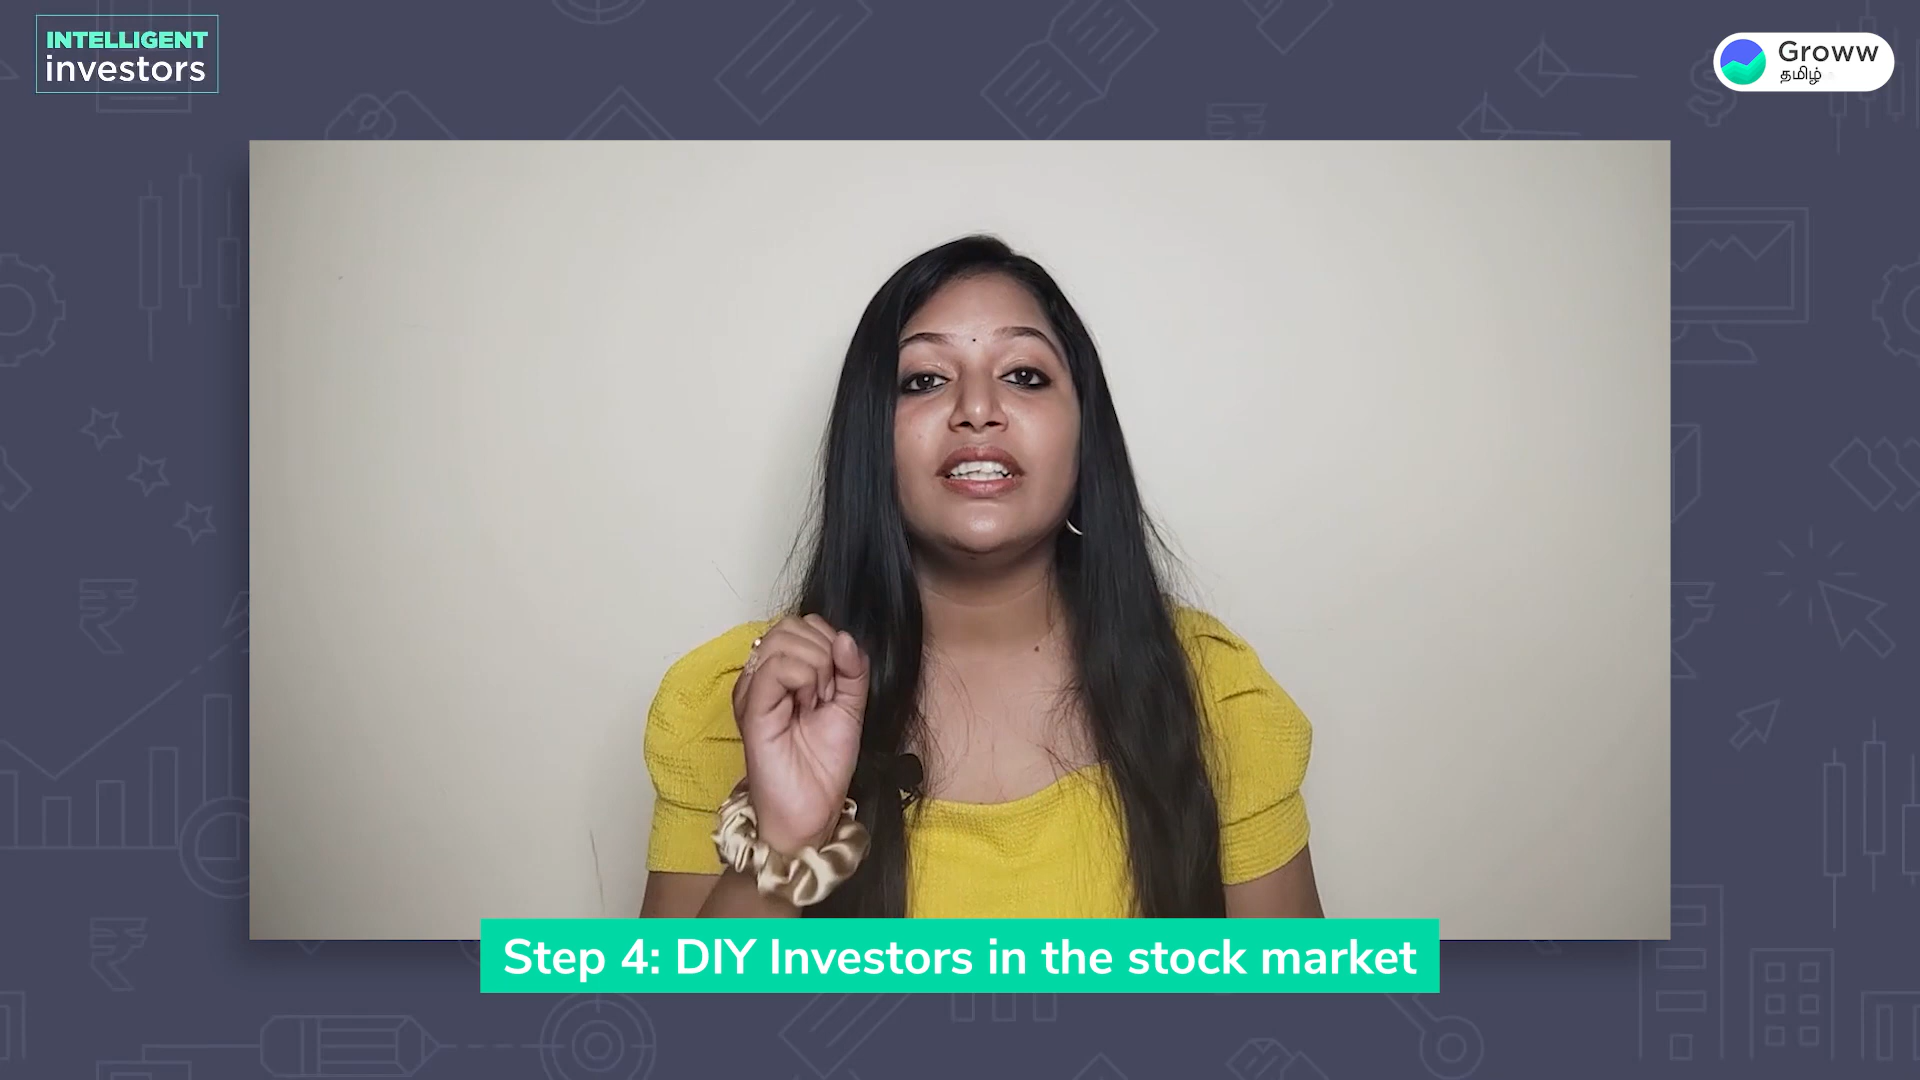 INTELLIGENT
investors
Groww
தமிழ்
Step 4: DIY Investors in the stock market